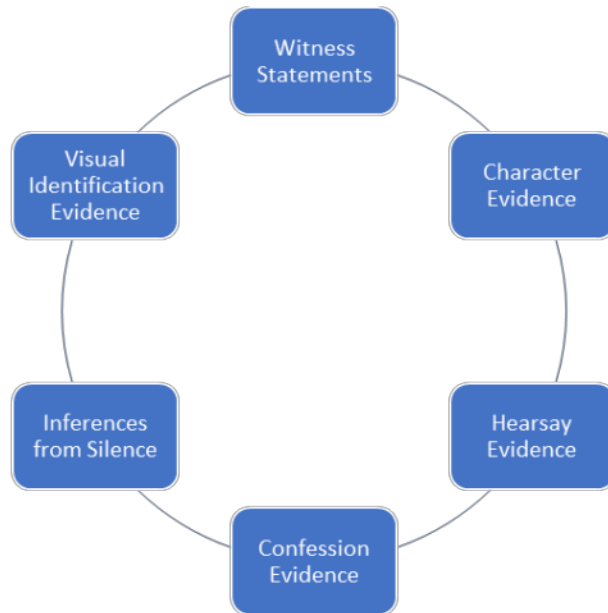 Witness
Statements
Character
Evidence
Hearsay
Evidence
Confession
Evidence
Inferences
from Silence
Visual
Identification
Evidence